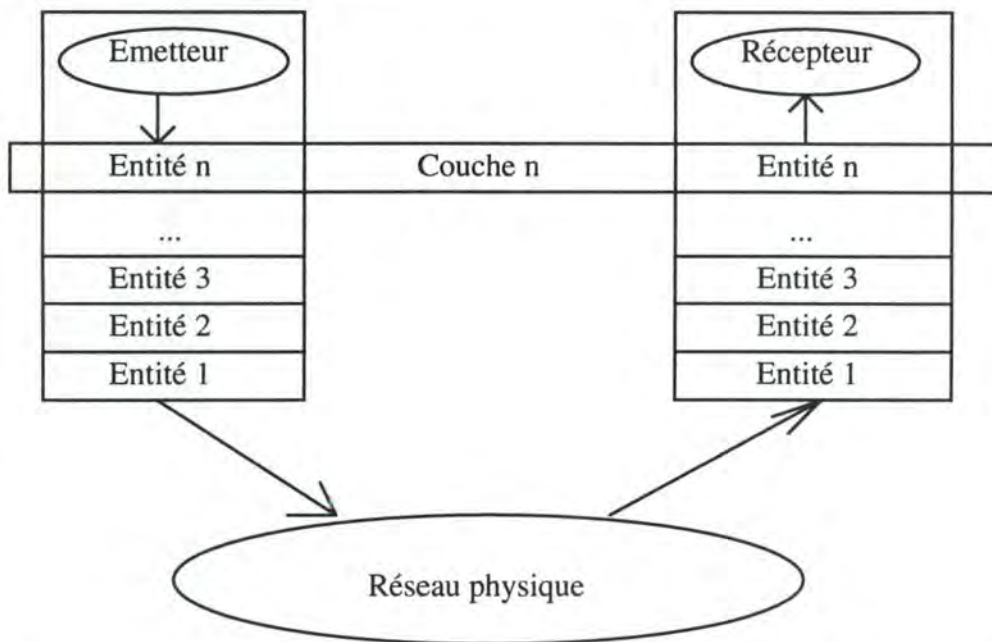 Emetteur Récepteur
Entité n Couche n Entité n
... ...
Entité 3 Entité 3
Entité 2 Entité 2
Entité 1 Entité 1
Réseau physique